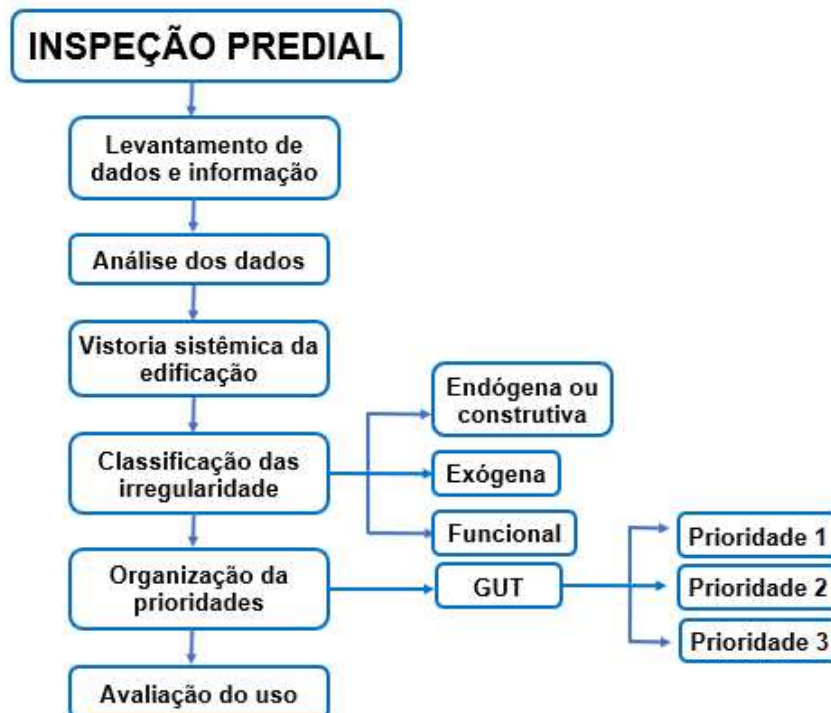 INSPEÇÃO PREDIAL
Levantamento de
dados e informação
Análise dos dados
Vistoria sistêmica da
edificação
Classificação das
irregularidade
Endógena ou
construtiva
Exógena
Funcional
Organização da
prioridades
GUT
Prioridade 1
Prioridade 2
Prioridade 3
Avaliação do uso